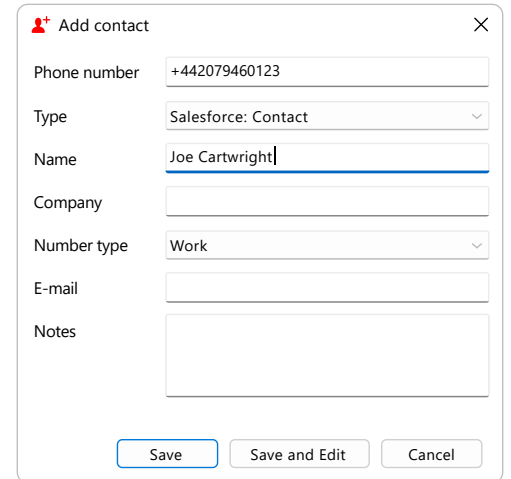 Add contact
Phone number +442079460123
Type Salesforce: Contact
Name Joe Cartwright
Company
Number type Work
E-mail
Notes
Save Save and Edit Cancel